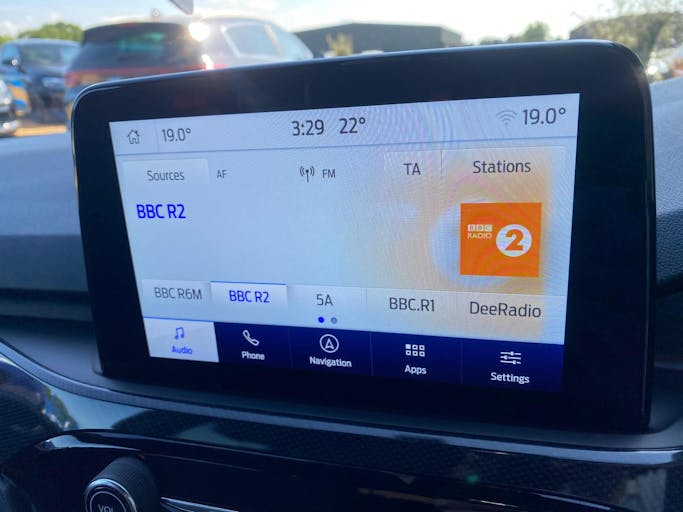 19.0° 3:29 22° 19.0°
Sources AF FM TA Stations
BBC R2
BBC
RADIO 2
BBC R6M BBC R2 5A BBC.R1 DeeRadio
Audio Phone Navigation Apps Settings
VOL